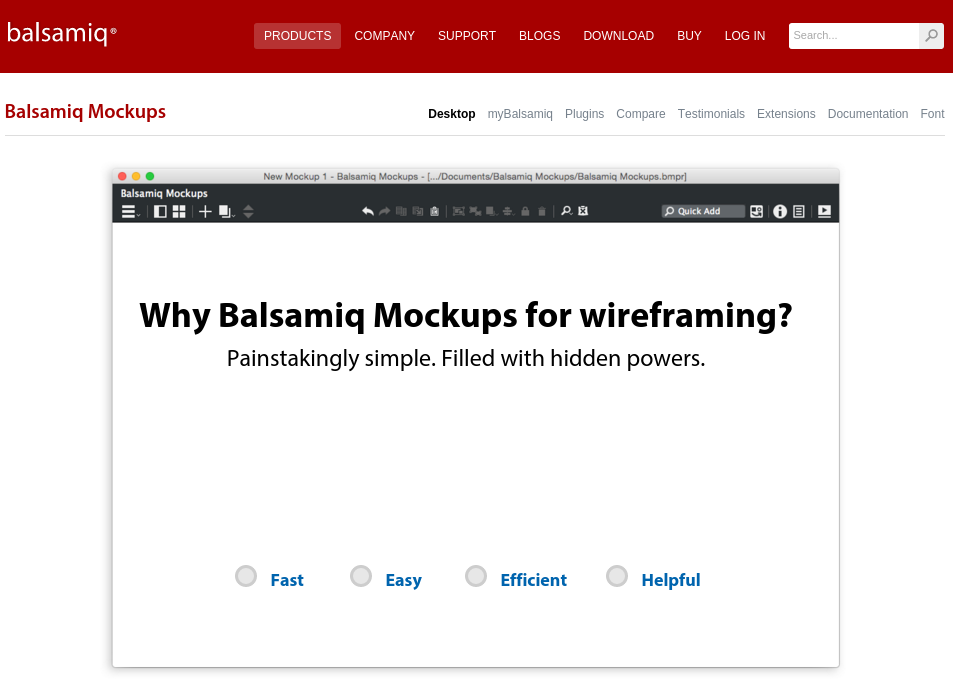 balsamiq®
PRODUCTS COMPANY SUPPORT BLOGS DOWNLOAD BUY LOG IN Search...
Balsamiq Mockups
Desktop myBalsamiq Plugins Compare Testimonials Extensions Documentation Font
New Mockup 1 - Balsamiq Mockups - [.../Documents/Balsamiq Mockups/Balsamiq Mockups.bmpr]
Balsamiq Mockups
Quick Add
Why Balsamiq Mockups for wireframing?
Painstakingly simple. Filled with hidden powers.
Fast Easy Efficient Helpful